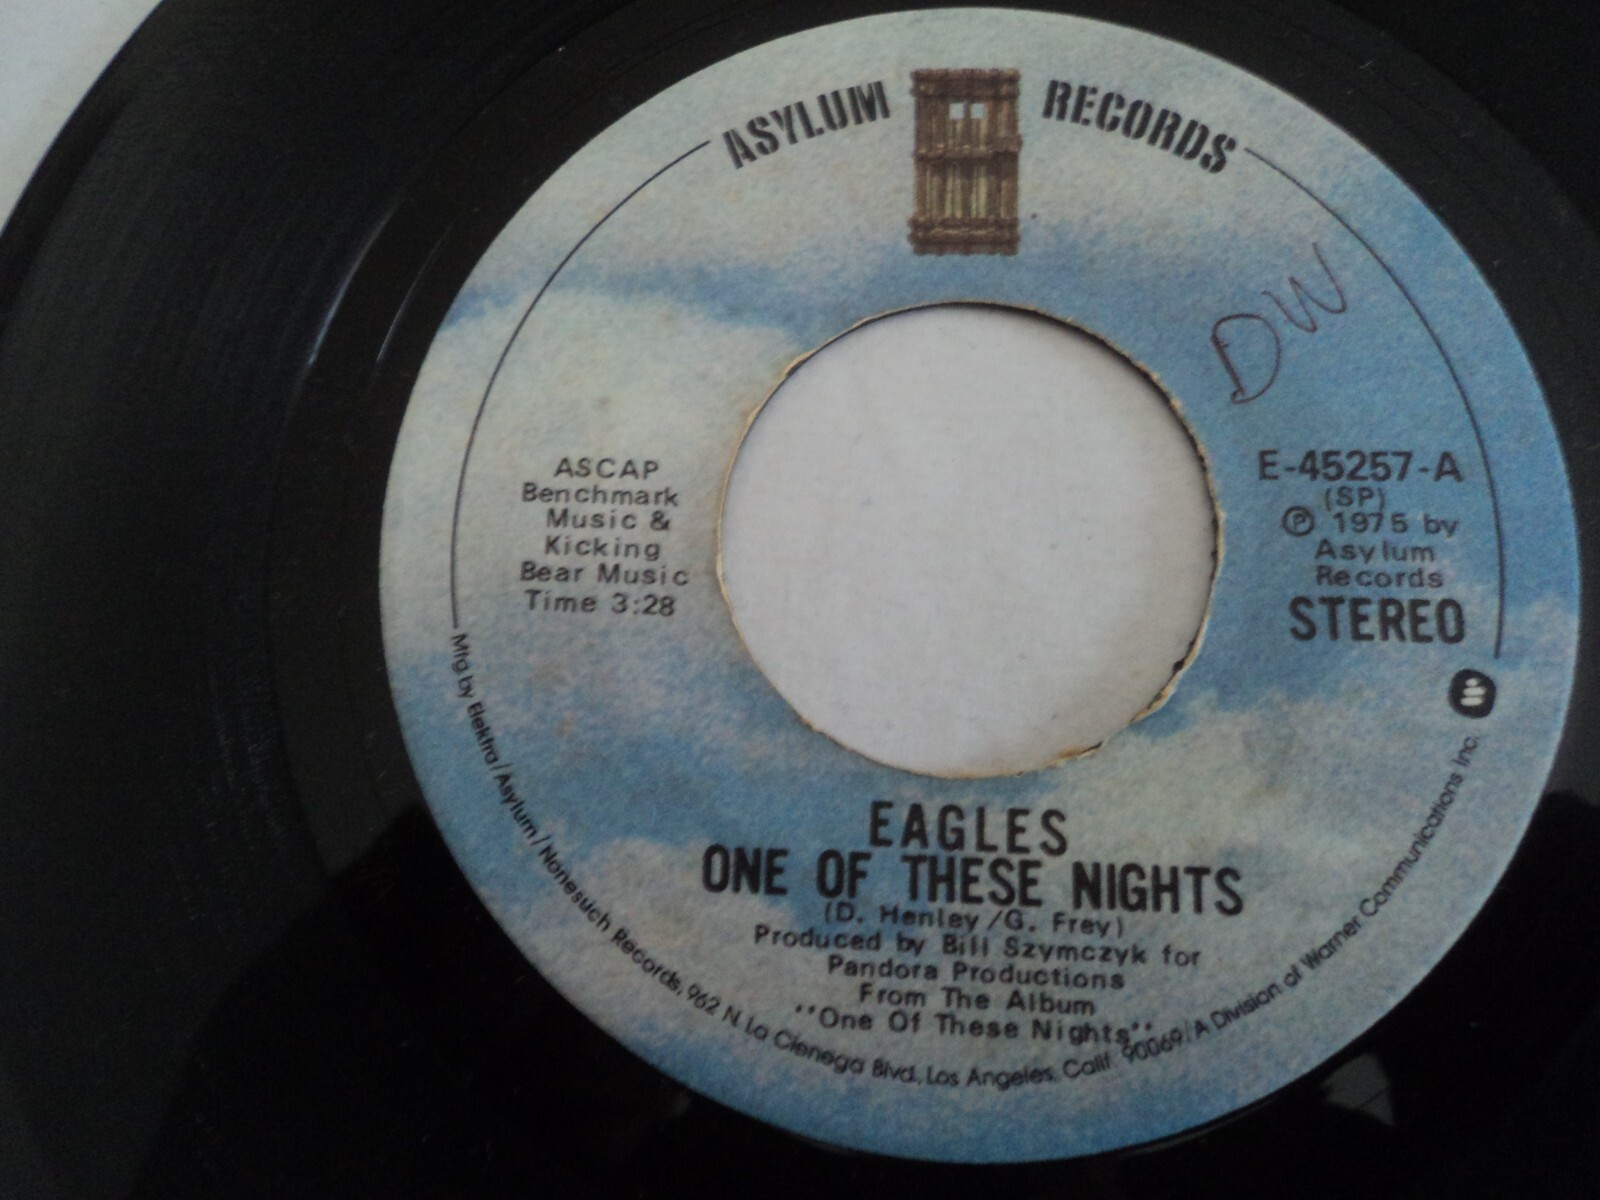 ASYLUM RECORDS
DW
ASCAP
Benchmark
Music &
Kicking
Bear Music
Time 3:28
E-45257-A
(SP)
Ⓟ 1975 by
Asylum
Records
STEREO
EAGLES
ONE OF THESE NIGHTS
(D. Henley/G. Frey)
Produced by Bill Szymczyk for
Pandora Productions
From The Album
"One Of These Nights"
Mfg by Elektra/Asylum/Nonesuch Records, 962 N La Cienega Blvd., Los Angeles, Calif. 90069/A Division of Warner Communications Inc.